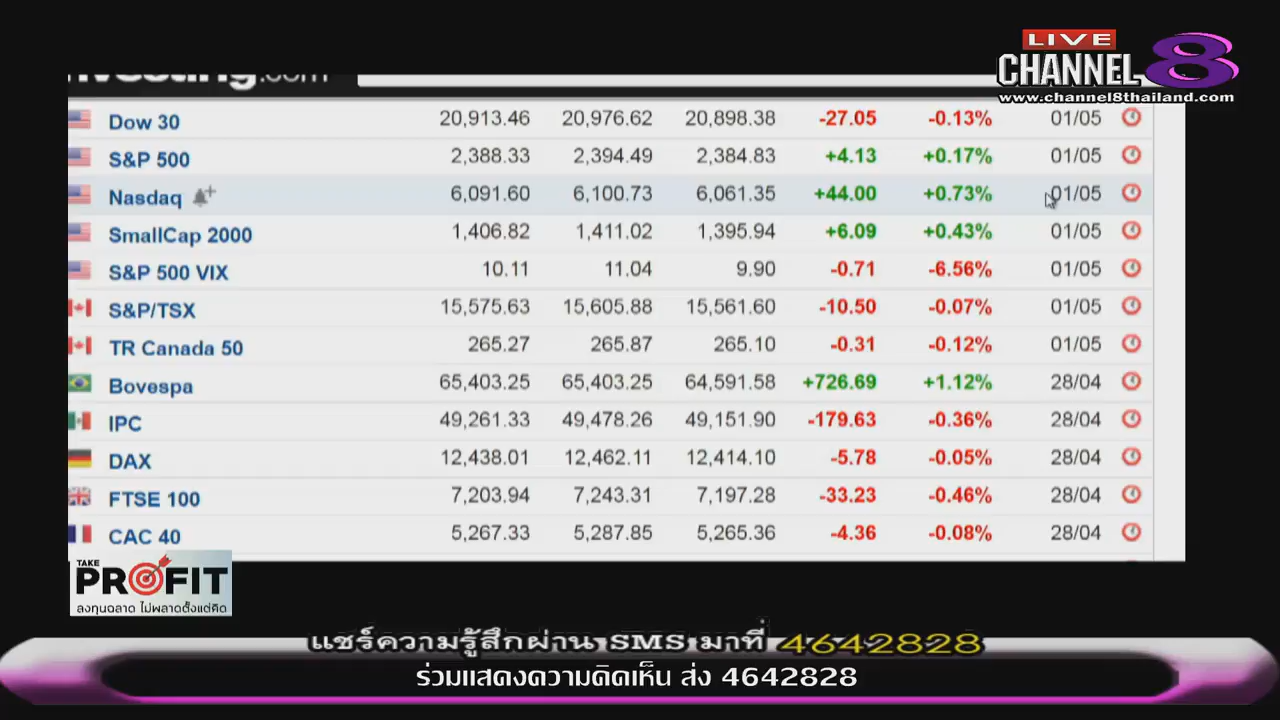 LIVE
CHANNEL 8
www.channel8thailand.com
Investing.com
Dow 30 20,913.46 20,976.62 20,898.38 -27.05 -0.13% 01/05
S&P 500 2,388.33 2,394.49 2,384.83 +4.13 +0.17% 01/05
Nasdaq 6,091.60 6,100.73 6,061.35 +44.00 +0.73% 01/05
SmallCap 2000 1,406.82 1,411.02 1,395.94 +6.09 +0.43% 01/05
S&P 500 VIX 10.11 11.04 9.90 -0.71 -6.56% 01/05
S&P/TSX 15,575.63 15,605.88 15,561.60 -10.50 -0.07% 01/05
TR Canada 50 265.27 265.87 265.10 -0.31 -0.12% 01/05
Bovespa 65,403.25 65,403.25 64,591.58 +726.69 +1.12% 28/04
IPC 49,261.33 49,478.26 49,151.90 -179.63 -0.36% 28/04
DAX 12,438.01 12,462.11 12,414.10 -5.78 -0.05% 28/04
FTSE 100 7,203.94 7,243.31 7,197.28 -33.23 -0.46% 28/04
CAC 40 5,267.33 5,287.85 5,265.36 -4.36 -0.08% 28/04
TAKE
PROFIT
ลงทุนฉลาด ไม่พลาดตั้งแต่คิด
แชร์ความรู้สึกผ่าน SMS มาที่ 4642828
ร่วมแสดงความคิดเห็น ส่ง 4642828